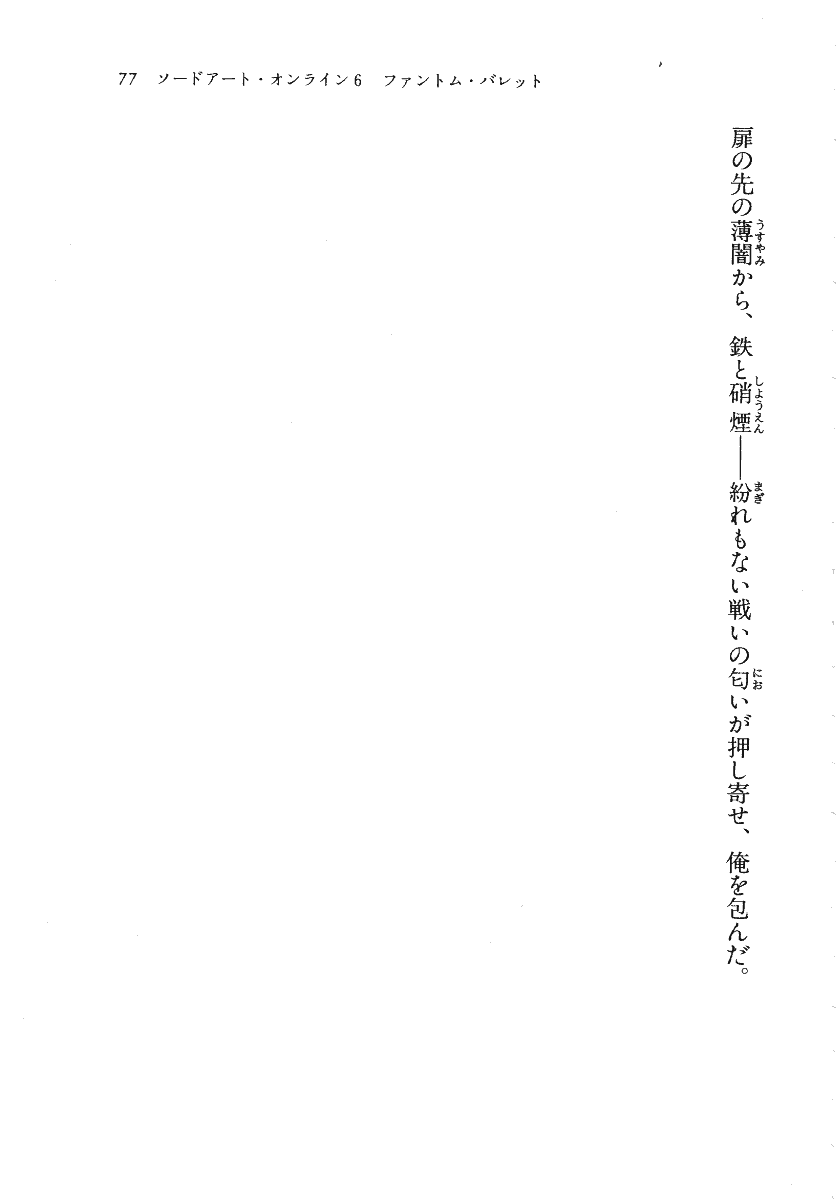 77 ソードアート・オンライン6 ファントム・バレット
扉の先の薄闇から、鉄と硝煙――紛れもない戦いの匂いが押し寄せ、俺を包んだ。
うすやみ
しょうえん
まぎ
にお